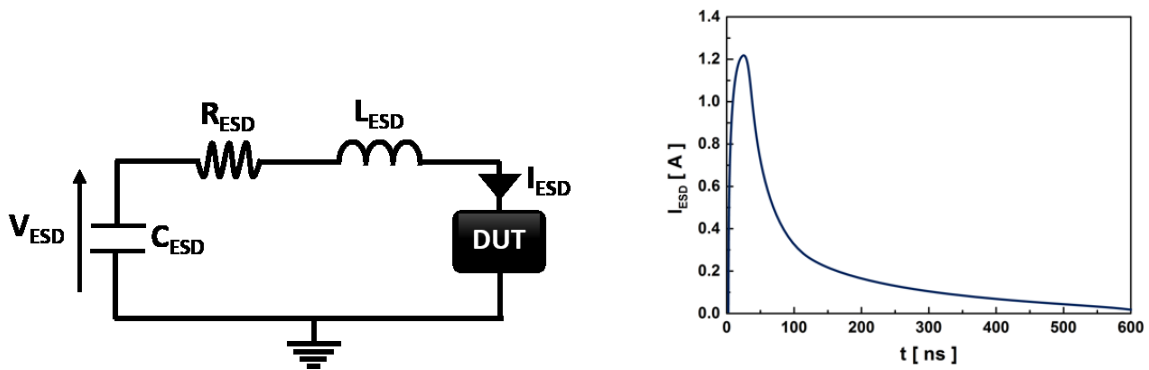 R_ESD
L_ESD
I_ESD
V_ESD
C_ESD
DUT
I_ESD [ A ]
1.4
1.2
1.0
0.8
0.6
0.4
0.2
0.0
0 100 200 300 400 500 600
t [ ns ]